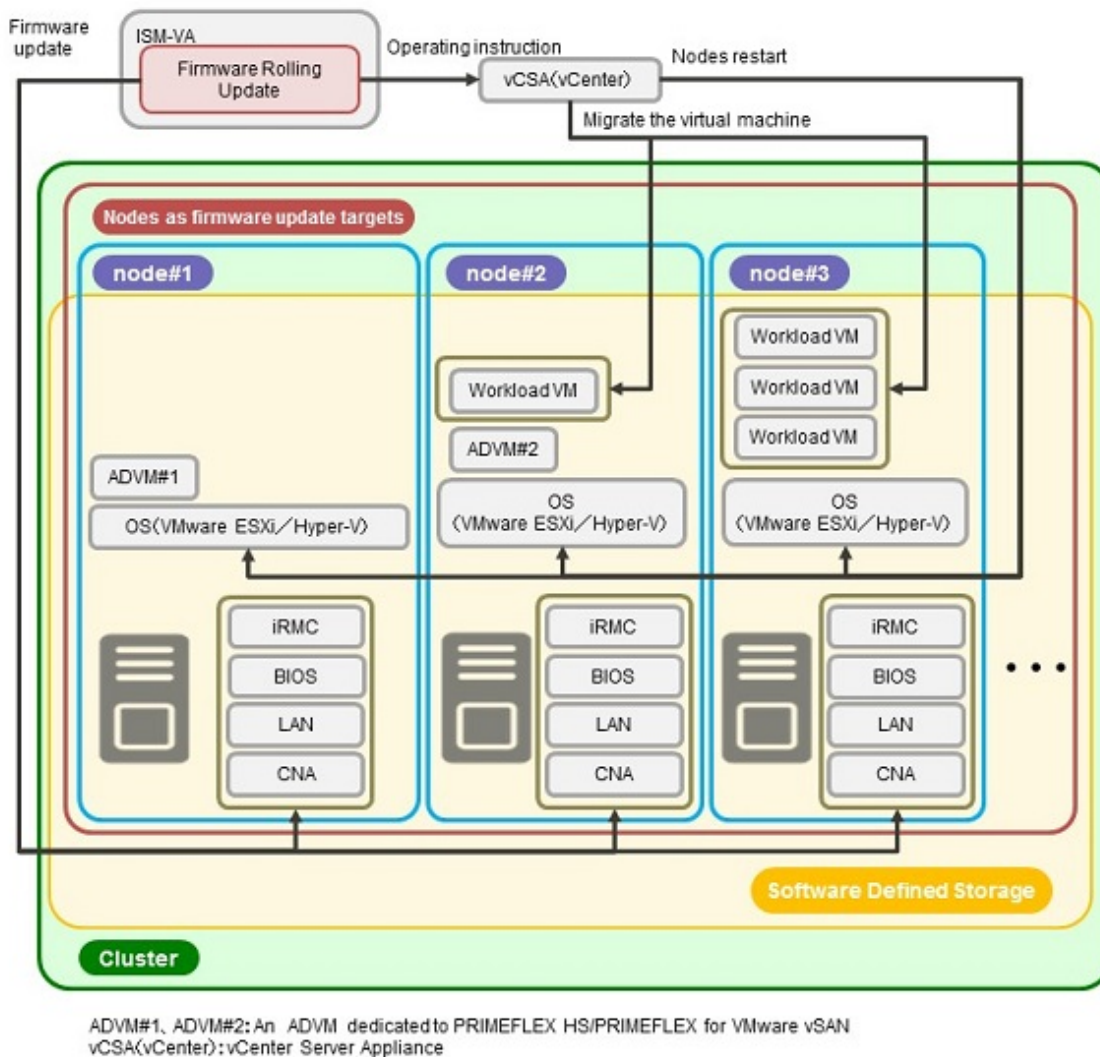 Firmware
update
ISM-VA
Firmware Rolling
Update
Operating instruction
vCSA(vCenter)
Nodes restart
Migrate the virtual machine
Nodes as firmware update targets
node#1
node#2
node#3
Workload VM
Workload VM
Workload VM
Workload VM
ADVM#1
ADVM#2
OS(VMware ESXi／Hyper-V)
OS
(VMware ESXi／Hyper-V)
OS
(VMware ESXi／Hyper-V)
iRMC
BIOS
LAN
CNA
iRMC
BIOS
LAN
CNA
iRMC
BIOS
LAN
CNA
Software Defined Storage
Cluster
ADVM#1、ADVM#2: An ADVM dedicated to PRIMEFLEX HS/PRIMEFLEX for VMware vSAN
vCSA(vCenter): vCenter Server Appliance